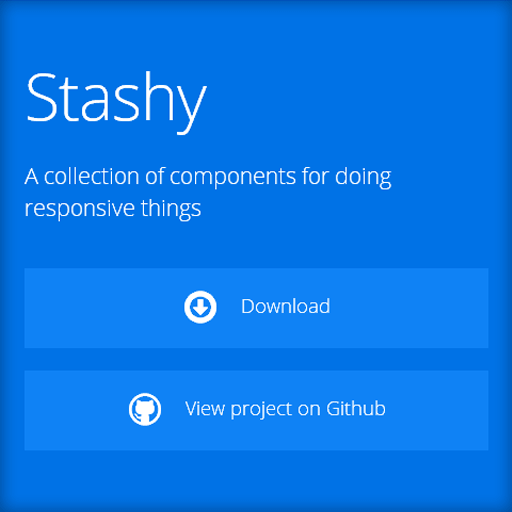 Stashy
A collection of components for doing
responsive things
Download
View project on Github